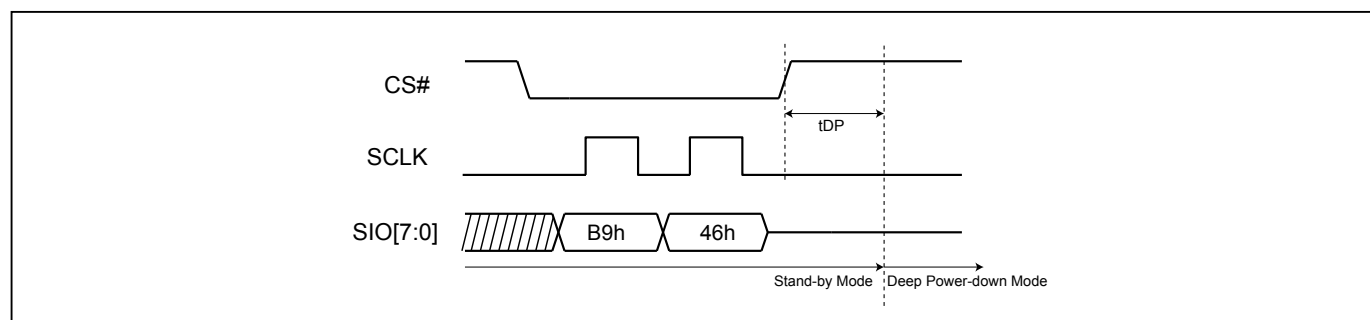 CS#
tDP
SCLK
SIO[7:0]
B9h
46h
Stand-by Mode
Deep Power-down Mode